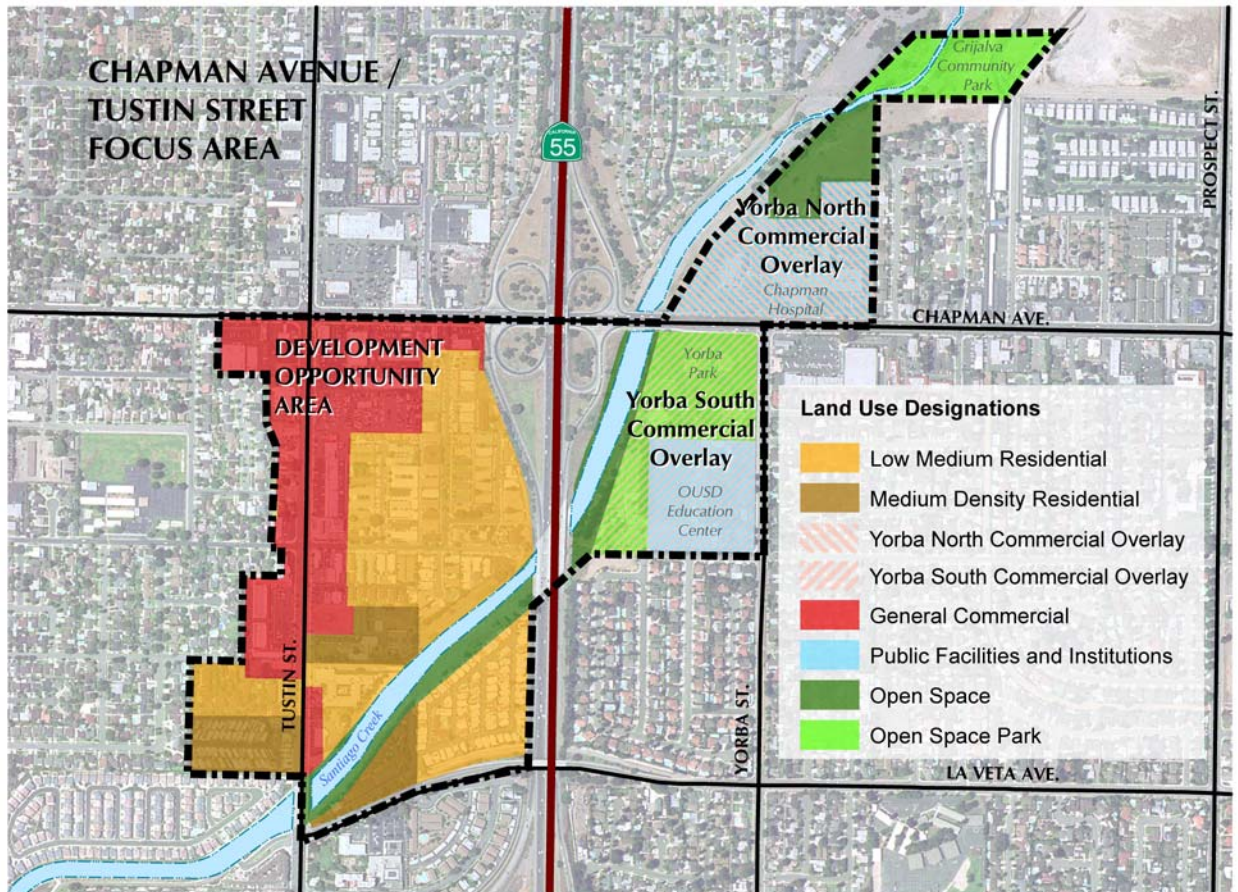 CHAPMAN AVENUE /
TUSTIN STREET
FOCUS AREA
CALIFORNIA
55
Grijalva
Community
Park
PROSPECT ST.
Yorba North
Commercial
Overlay
Chapman
Hospital
CHAPMAN AVE.
DEVELOPMENT
OPPORTUNITY
AREA
Yorba
Park
Yorba South
Commercial
Overlay
OUSD
Education
Center
TUSTIN ST.
Santiago Creek
YORBA ST.
LA VETA AVE.
Land Use Designations
Low Medium Residential
Medium Density Residential
Yorba North Commercial Overlay
Yorba South Commercial Overlay
General Commercial
Public Facilities and Institutions
Open Space
Open Space Park